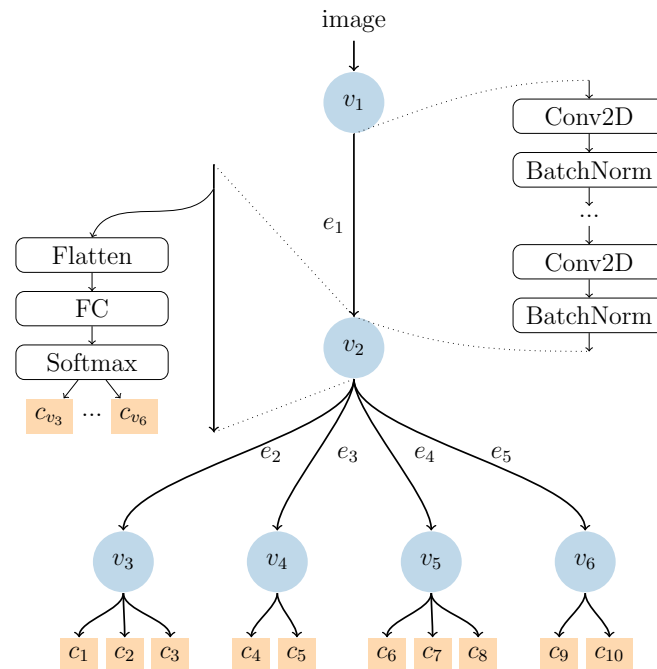 image
v1
Conv2D
BatchNorm
...
Conv2D
BatchNorm
e1
Flatten
FC
Softmax
cv3 ... cv6
v2
e2 e3 e4 e5
v3 v4 v5 v6
c1 c2 c3 c4 c5 c6 c7 c8 c9 c10